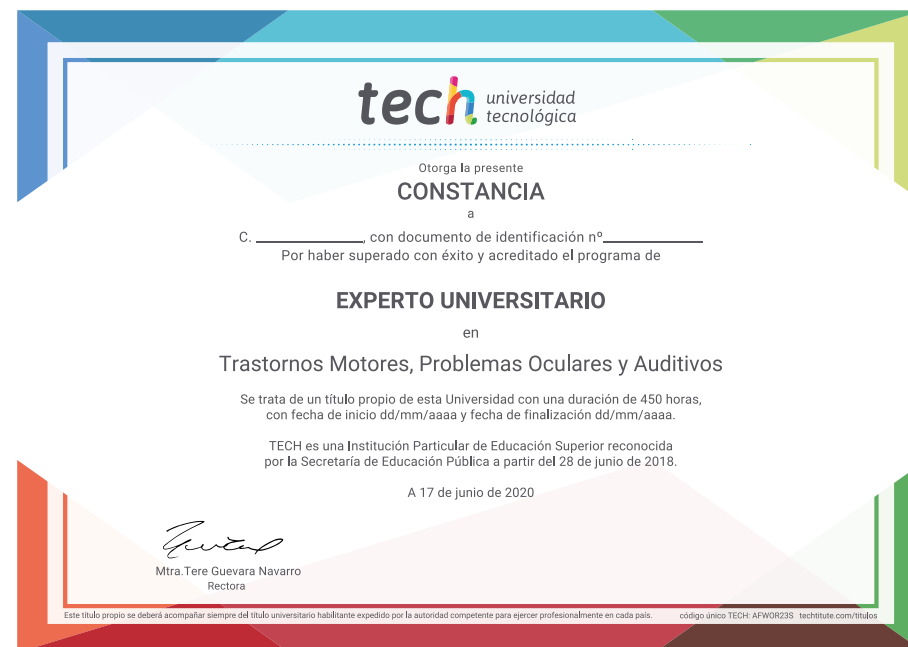 tech universidad
tecnológica
Otorga la presente
CONSTANCIA
a
C. ____________, con documento de identificación nº____________
Por haber superado con éxito y acreditado el programa de
EXPERTO UNIVERSITARIO
en
Trastornos Motores, Problemas Oculares y Auditivos
Se trata de un título propio de esta Universidad con una duración de 450 horas,
con fecha de inicio dd/mm/aaaa y fecha de finalización dd/mm/aaaa.
TECH es una Institución Particular de Educación Superior reconocida
por la Secretaría de Educación Pública a partir del 28 de junio de 2018.
A 17 de junio de 2020
Mtra.Tere Guevara Navarro
Rectora
Este título propio se deberá acompañar siempre del título universitario habilitante expedido por la autoridad competente para ejercer profesionalmente en cada país. código único TECH: AFWOR23S techtitute.com/titulos